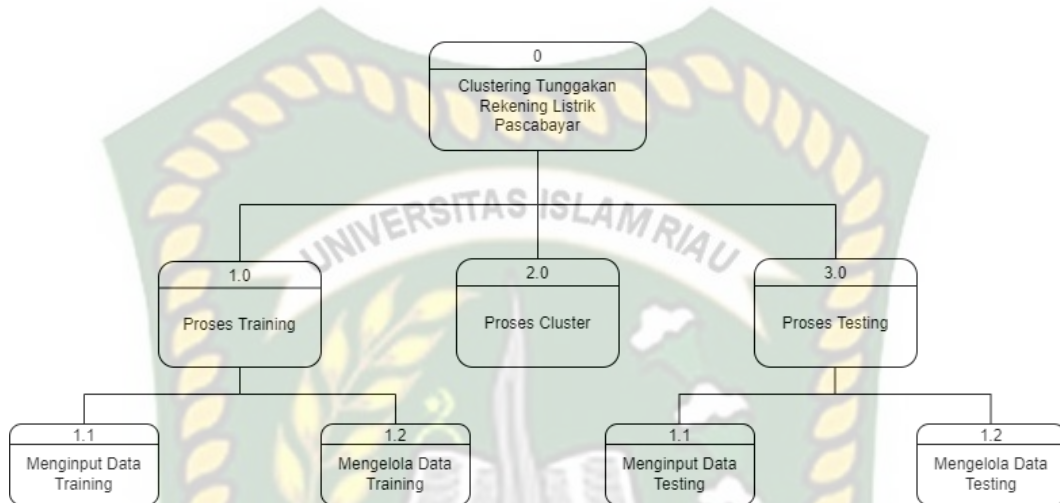 0
Clustering Tunggakan
Rekening Listrik
Pascabayar
UNIVERSITAS ISLAM RIAU
1.0
Proses Training
2.0
Proses Cluster
3.0
Proses Testing
1.1
Menginput Data
Training
1.2
Mengelola Data
Training
1.1
Menginput Data
Testing
1.2
Mengelola Data
Testing